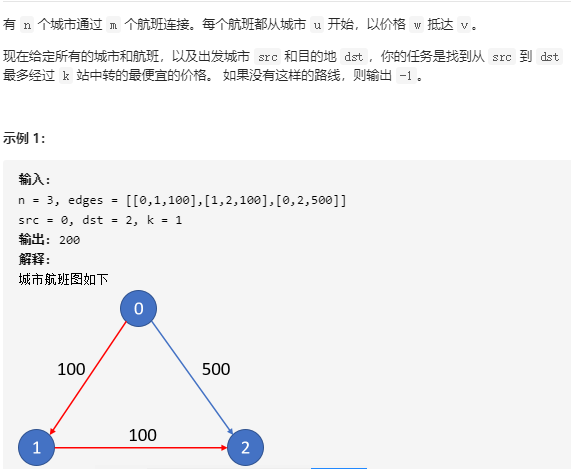 有 n 个城市通过 m 个航班连接。每个航班都从城市 u 开始，以价格 w 抵达 v 。
现在给定所有的城市和航班，以及出发城市 src 和目的地 dst ，你的任务是找到从 src 到 dst
最多经过 k 站中转的最便宜的价格。 如果没有这样的路线，则输出 -1 。
示例 1：
输入：
n = 3, edges = [[0,1,100],[1,2,100],[0,2,500]]
src = 0, dst = 2, k = 1
输出: 200
解释:
城市航班图如下
0
100 500
1 100 2